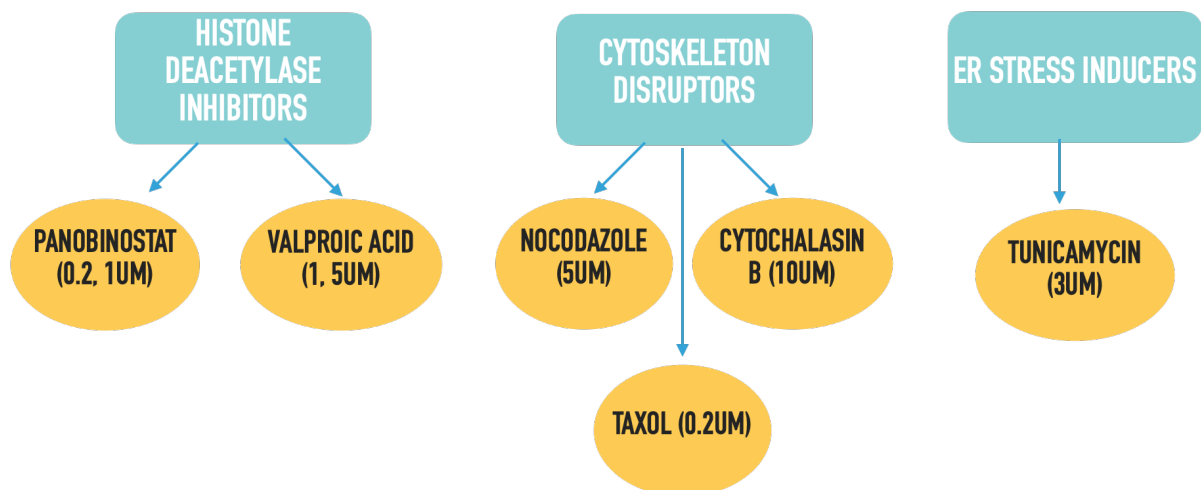 HISTONE
DEACETYLASE
INHIBITORS
CYTOSKELETON
DISRUPTORS
ER STRESS INDUCERS
PANOBINOSTAT
(0.2, 1UM)
VALPROIC ACID
(1, 5UM)
NOCODAZOLE
(5UM)
CYTOCHALASIN
B (10UM)
TUNICAMYCIN
(3UM)
TAXOL (0.2UM)